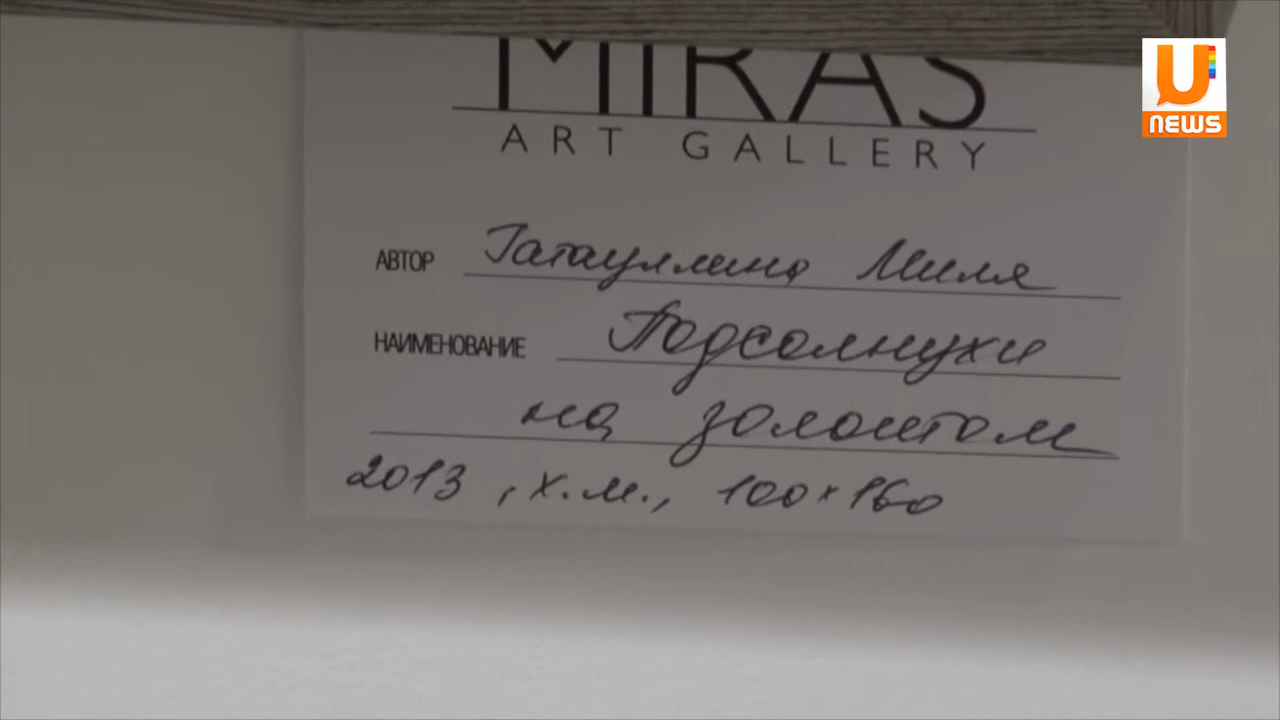 MIRAS
ART GALLERY
АВТОР Гатауллина Миля
НАИМЕНОВАНИЕ Подсолнухи
на золотом
2013, х.м., 100×160
U
NEWS